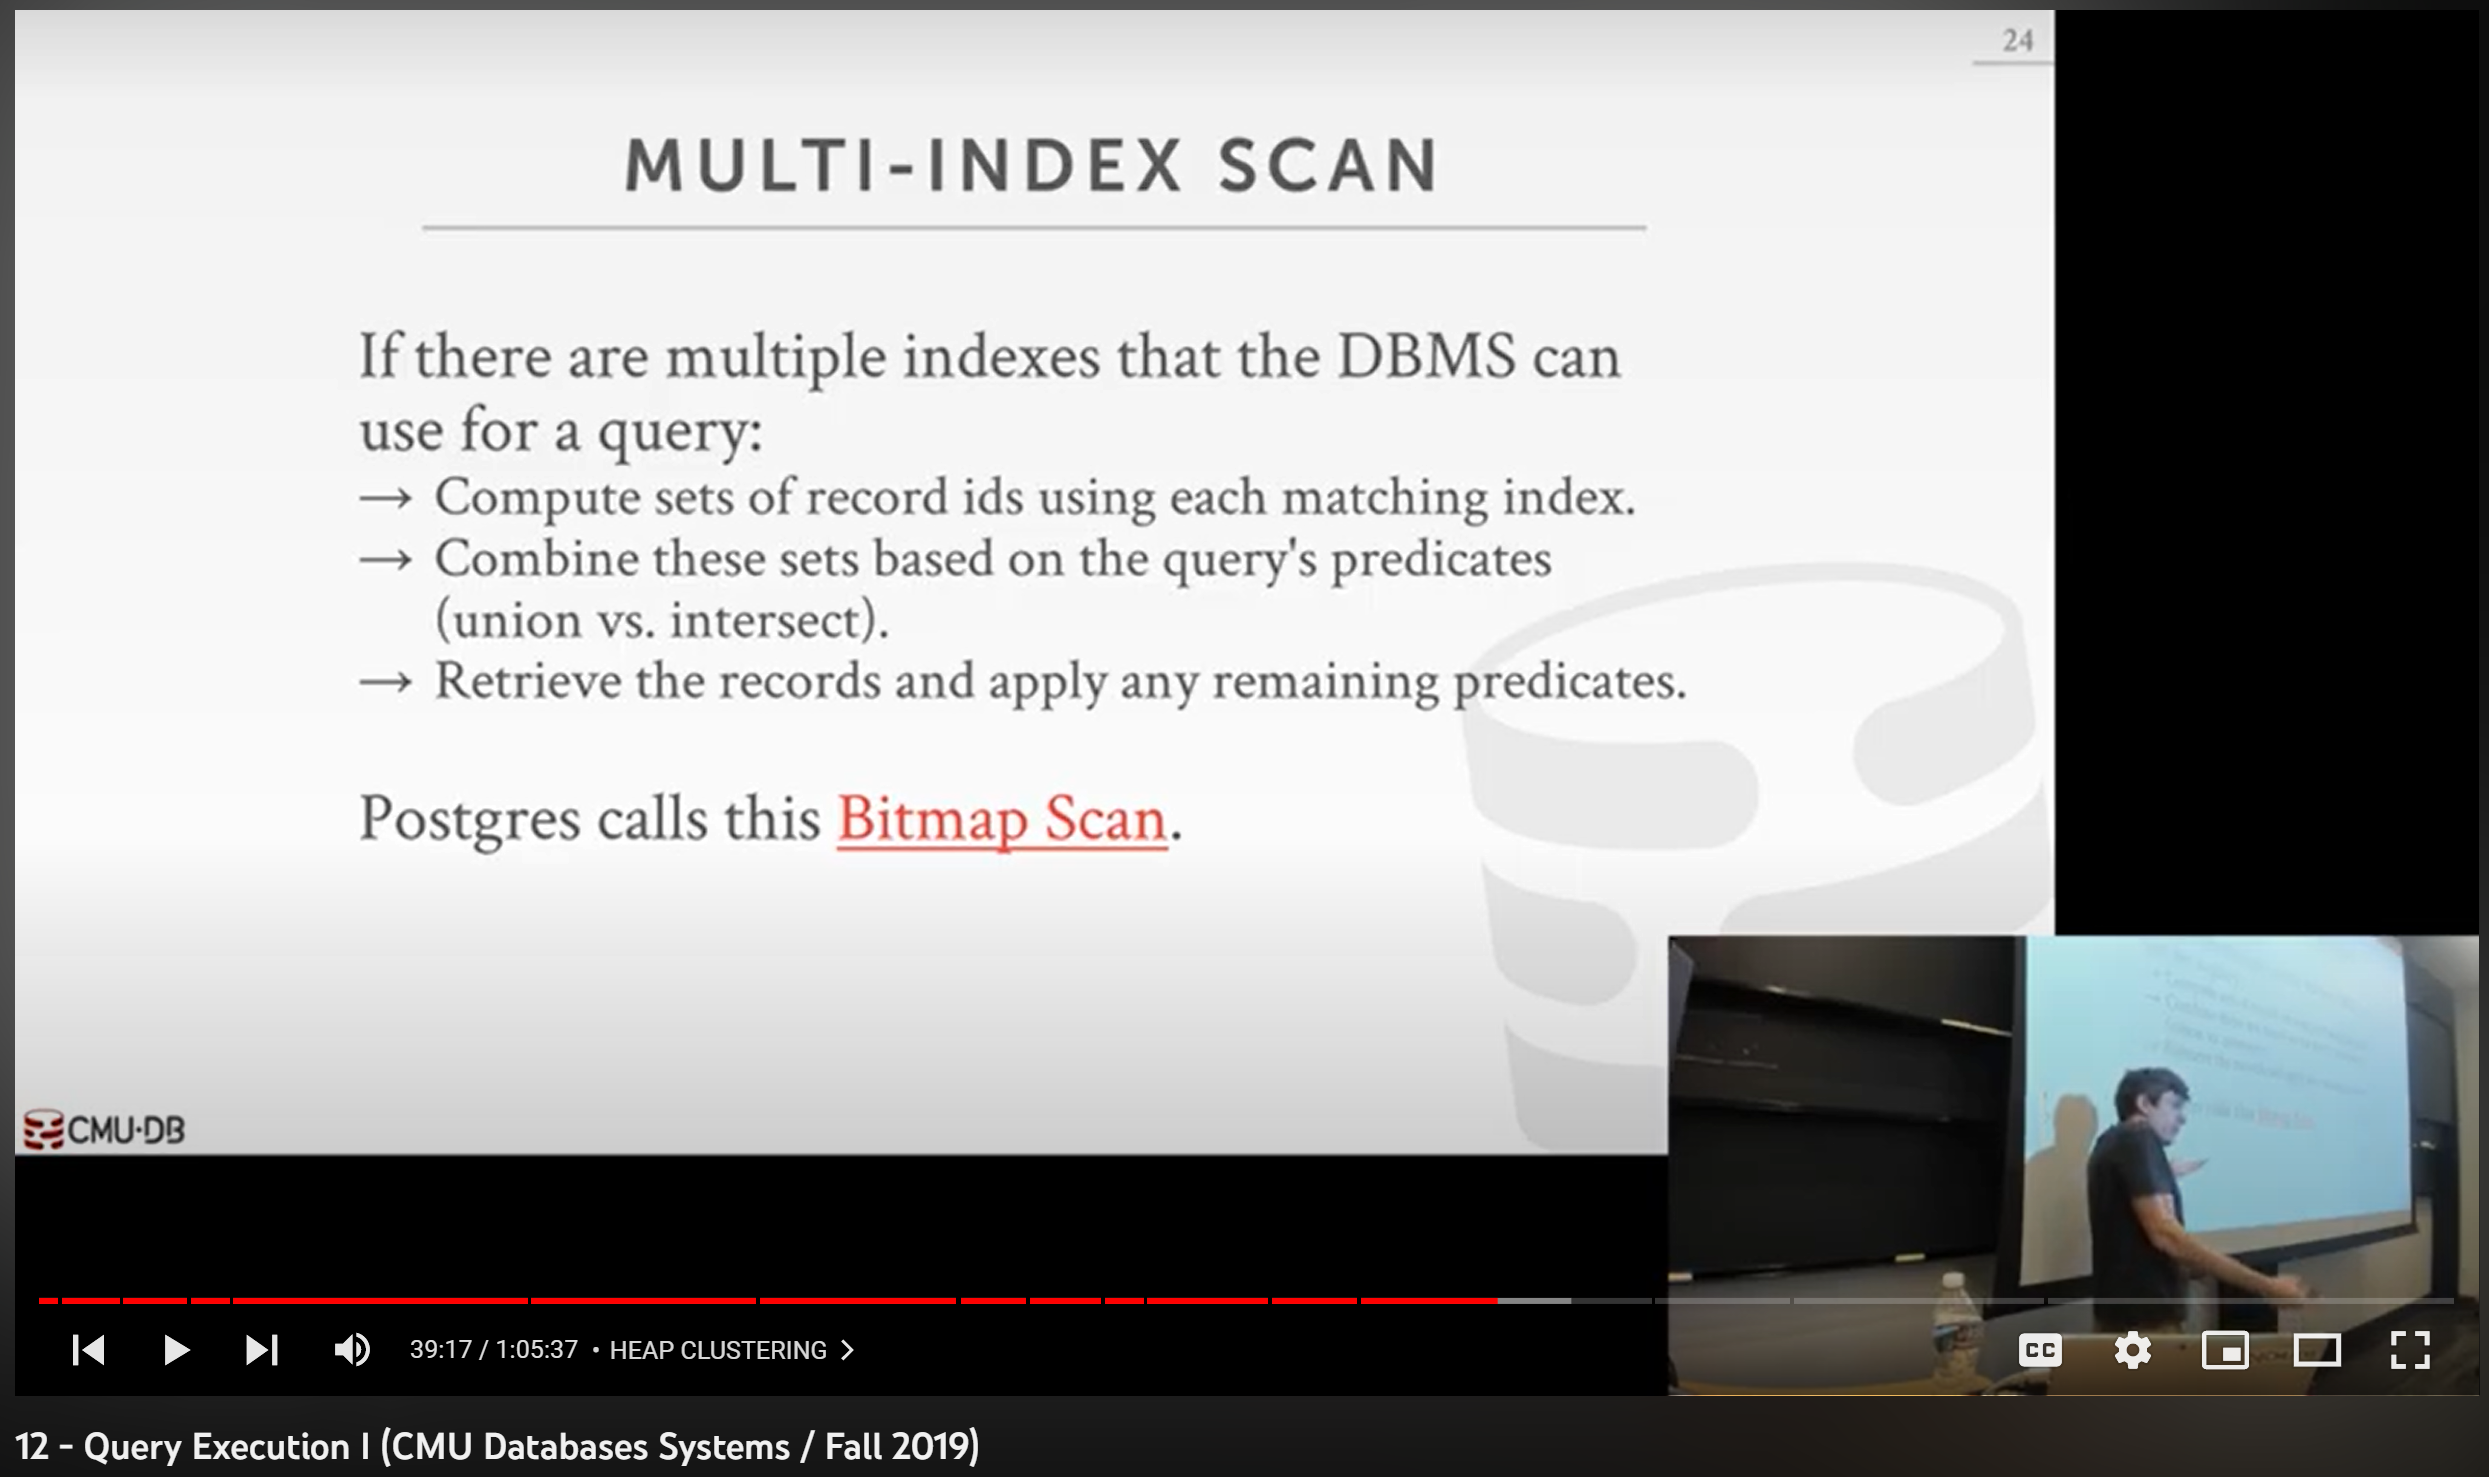 24
MULTI-INDEX SCAN
If there are multiple indexes that the DBMS can
use for a query:
→ Compute sets of record ids using each matching index.
→ Combine these sets based on the query's predicates
(union vs. intersect).
→ Retrieve the records and apply any remaining predicates.
Postgres calls this Bitmap Scan.
CMU·DB
39:17 / 1:05:37 • HEAP CLUSTERING >
CC
12 - Query Execution I (CMU Databases Systems / Fall 2019)